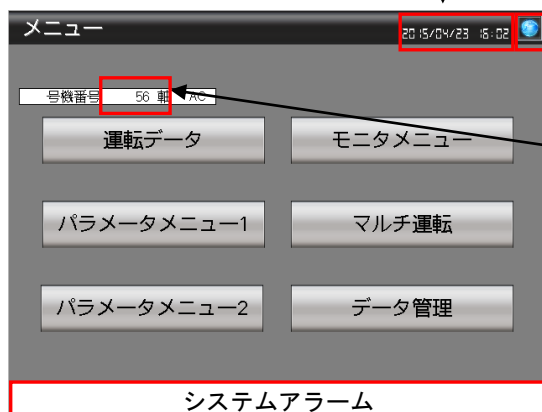 メニュー 2015/04/23 16:02
号機番号 56 軸 AC
運転データ モニタメニュー
パラメータメニュー1 マルチ運転
パラメータメニュー2 データ管理
システムアラーム